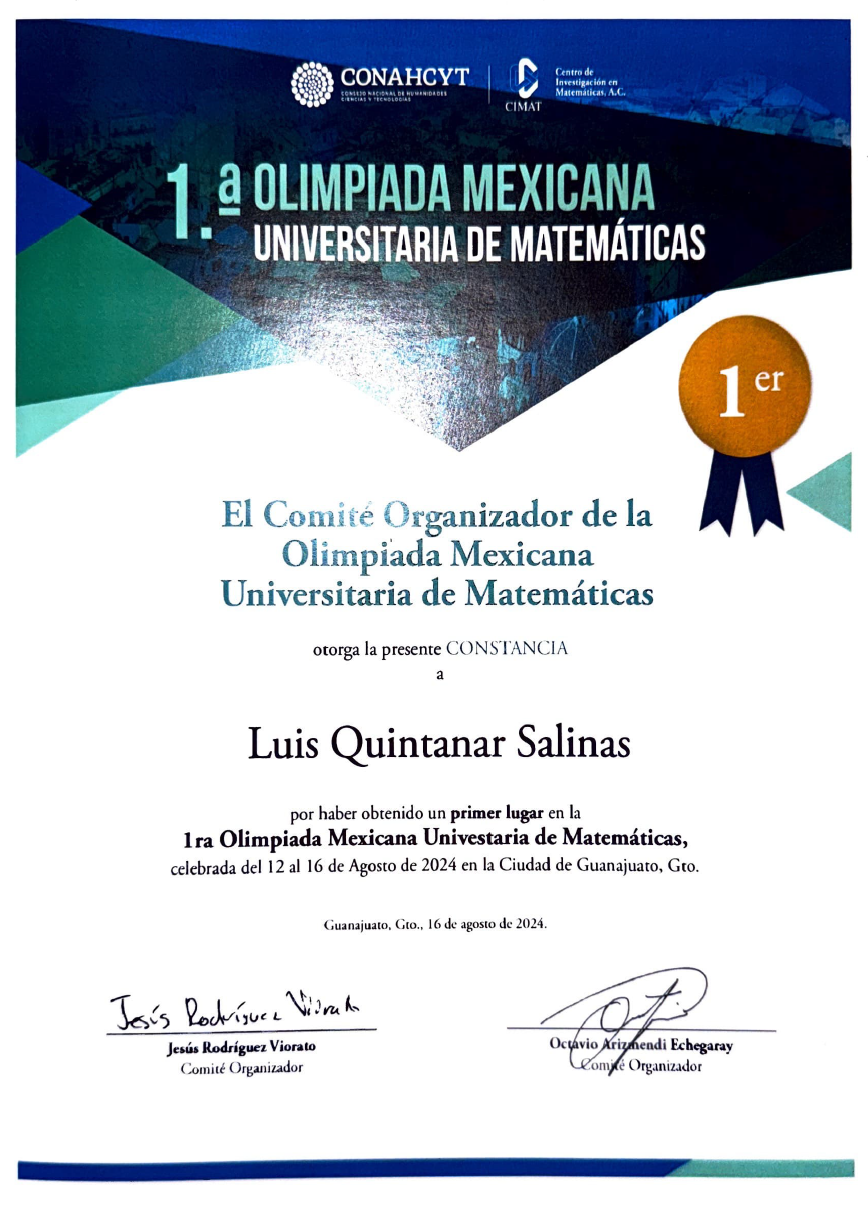 CONAHCYT
CONSEJO NACIONAL DE HUMANIDADES
CIENCIAS Y TECNOLOGÍAS
CIMAT
Centro de
Investigación en
Matemáticas, A.C.
1.ª OLIMPIADA MEXICANA
UNIVERSITARIA DE MATEMÁTICAS
1er
El Comité Organizador de la
Olimpiada Mexicana
Universitaria de Matemáticas
otorga la presente CONSTANCIA
a
Luis Quintanar Salinas
por haber obtenido un primer lugar en la
1ra Olimpiada Mexicana Univestaria de Matemáticas,
celebrada del 12 al 16 de Agosto de 2024 en la Ciudad de Guanajuato, Gto.
Guanajuato, Gto., 16 de agosto de 2024.
Jesús Rodríguez Viorato
Jesús Rodríguez Viorato
Comité Organizador
Octavio Arizmendi Echegaray
Comité Organizador